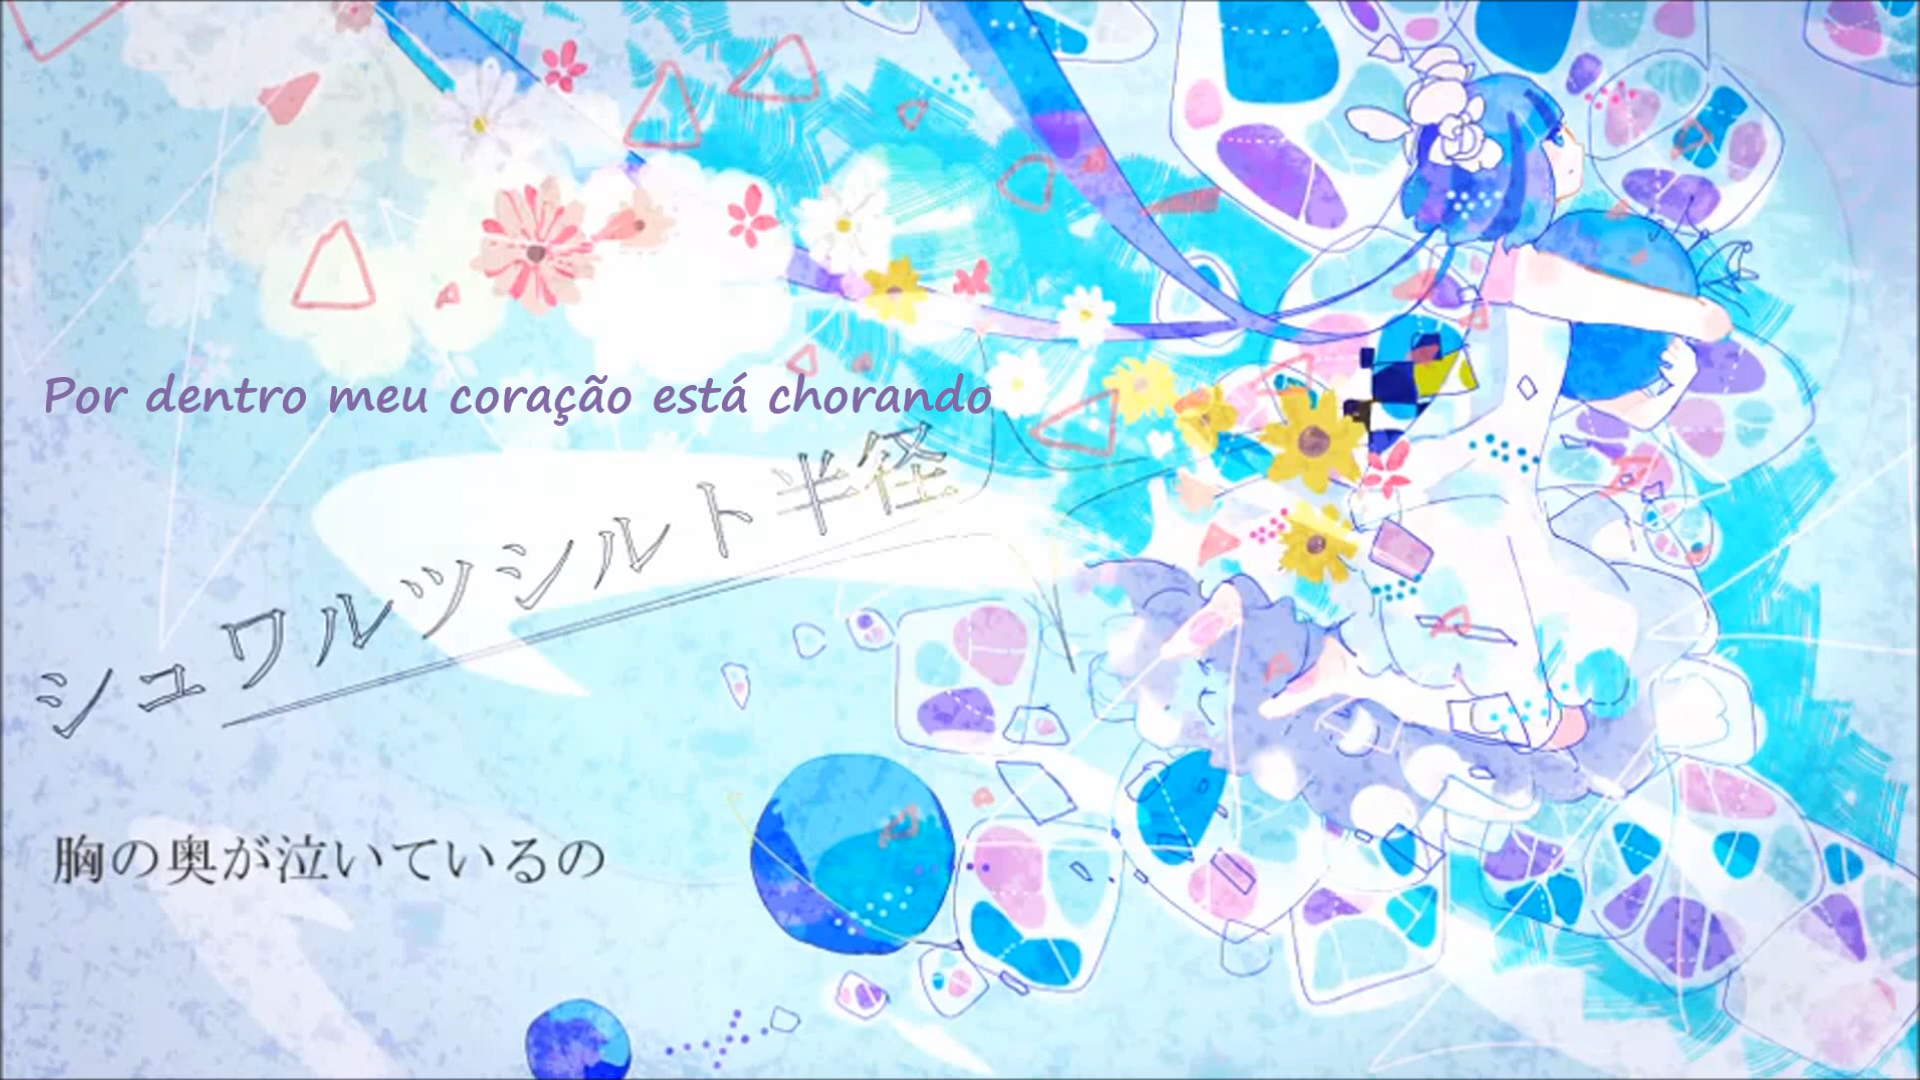 Por dentro meu coração está chorando
シュワルツシルト半径
胸の奥が泣いているの